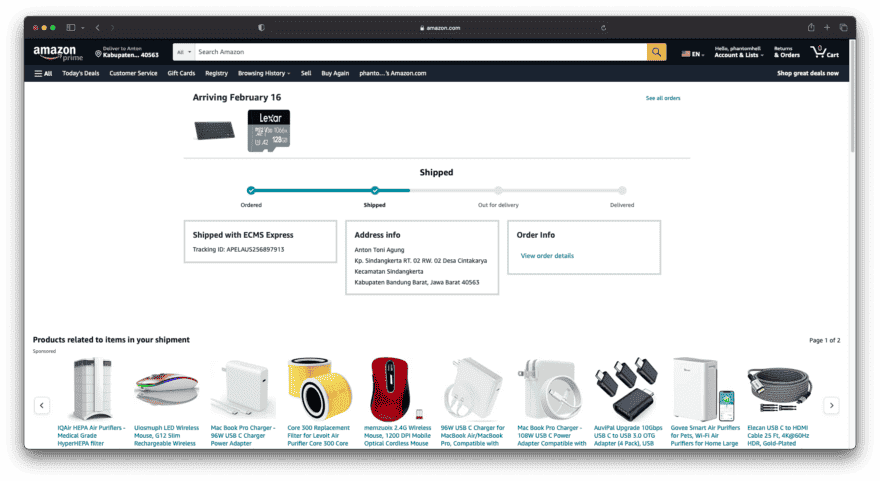 amazon.com
amazon
prime
Deliver to Anton
Kabupaten... 40563
All
Search Amazon
EN
Hello, phantomhell
Account & Lists
Returns
& Orders
0
Cart
All
Today's Deals
Customer Service
Gift Cards
Registry
Browsing History
Sell
Buy Again
phanto...'s Amazon.com
Shop great deals now
Arriving February 16
See all orders
Lexar
128GB
Shipped
Ordered
Shipped
Out for delivery
Delivered
Shipped with ECMS Express
Tracking ID: APELAUS256897913
Address info
Anton Toni Agung
Kp. Sindangkerta RT. 02 RW. 02 Desa Cintakarya
Kecamatan Sindangkerta
Kabupaten Bandung Barat, Jawa Barat 40563
Order Info
View order details
Products related to items in your shipment
Page 1 of 2
Sponsored
IQAir HEPA Air Purifiers -
Medical Grade
HyperHEPA filter
Uiosmuph LED Wireless
Mouse, G12 Slim
Rechargeable Wireless
Mac Book Pro Charger -
96W USB C Charger
Power Adapter
Core 300 Replacement
Filter for Levoit Air
Purifier Core 300 Core
memzuoix 2.4G Wireless
Mouse, 1200 DPI Mobile
Optical Cordless Mouse
96W USB C Charger for
MacBook Air/MacBook
Pro, Compatible with
Mac Book Pro Charger -
108W USB C Power
Adapter Compatible with
AuviPal Upgrade 10Gbps
USB C to USB 3.0 OTG
Adapter (4 Pack), USB
Govee Smart Air Purifiers
for Pets, Wi-Fi Air
Purifiers for Home Large
Elecan USB C to HDMI
Cable 25 Ft, 4K@60Hz
HDR, Gold-Plated